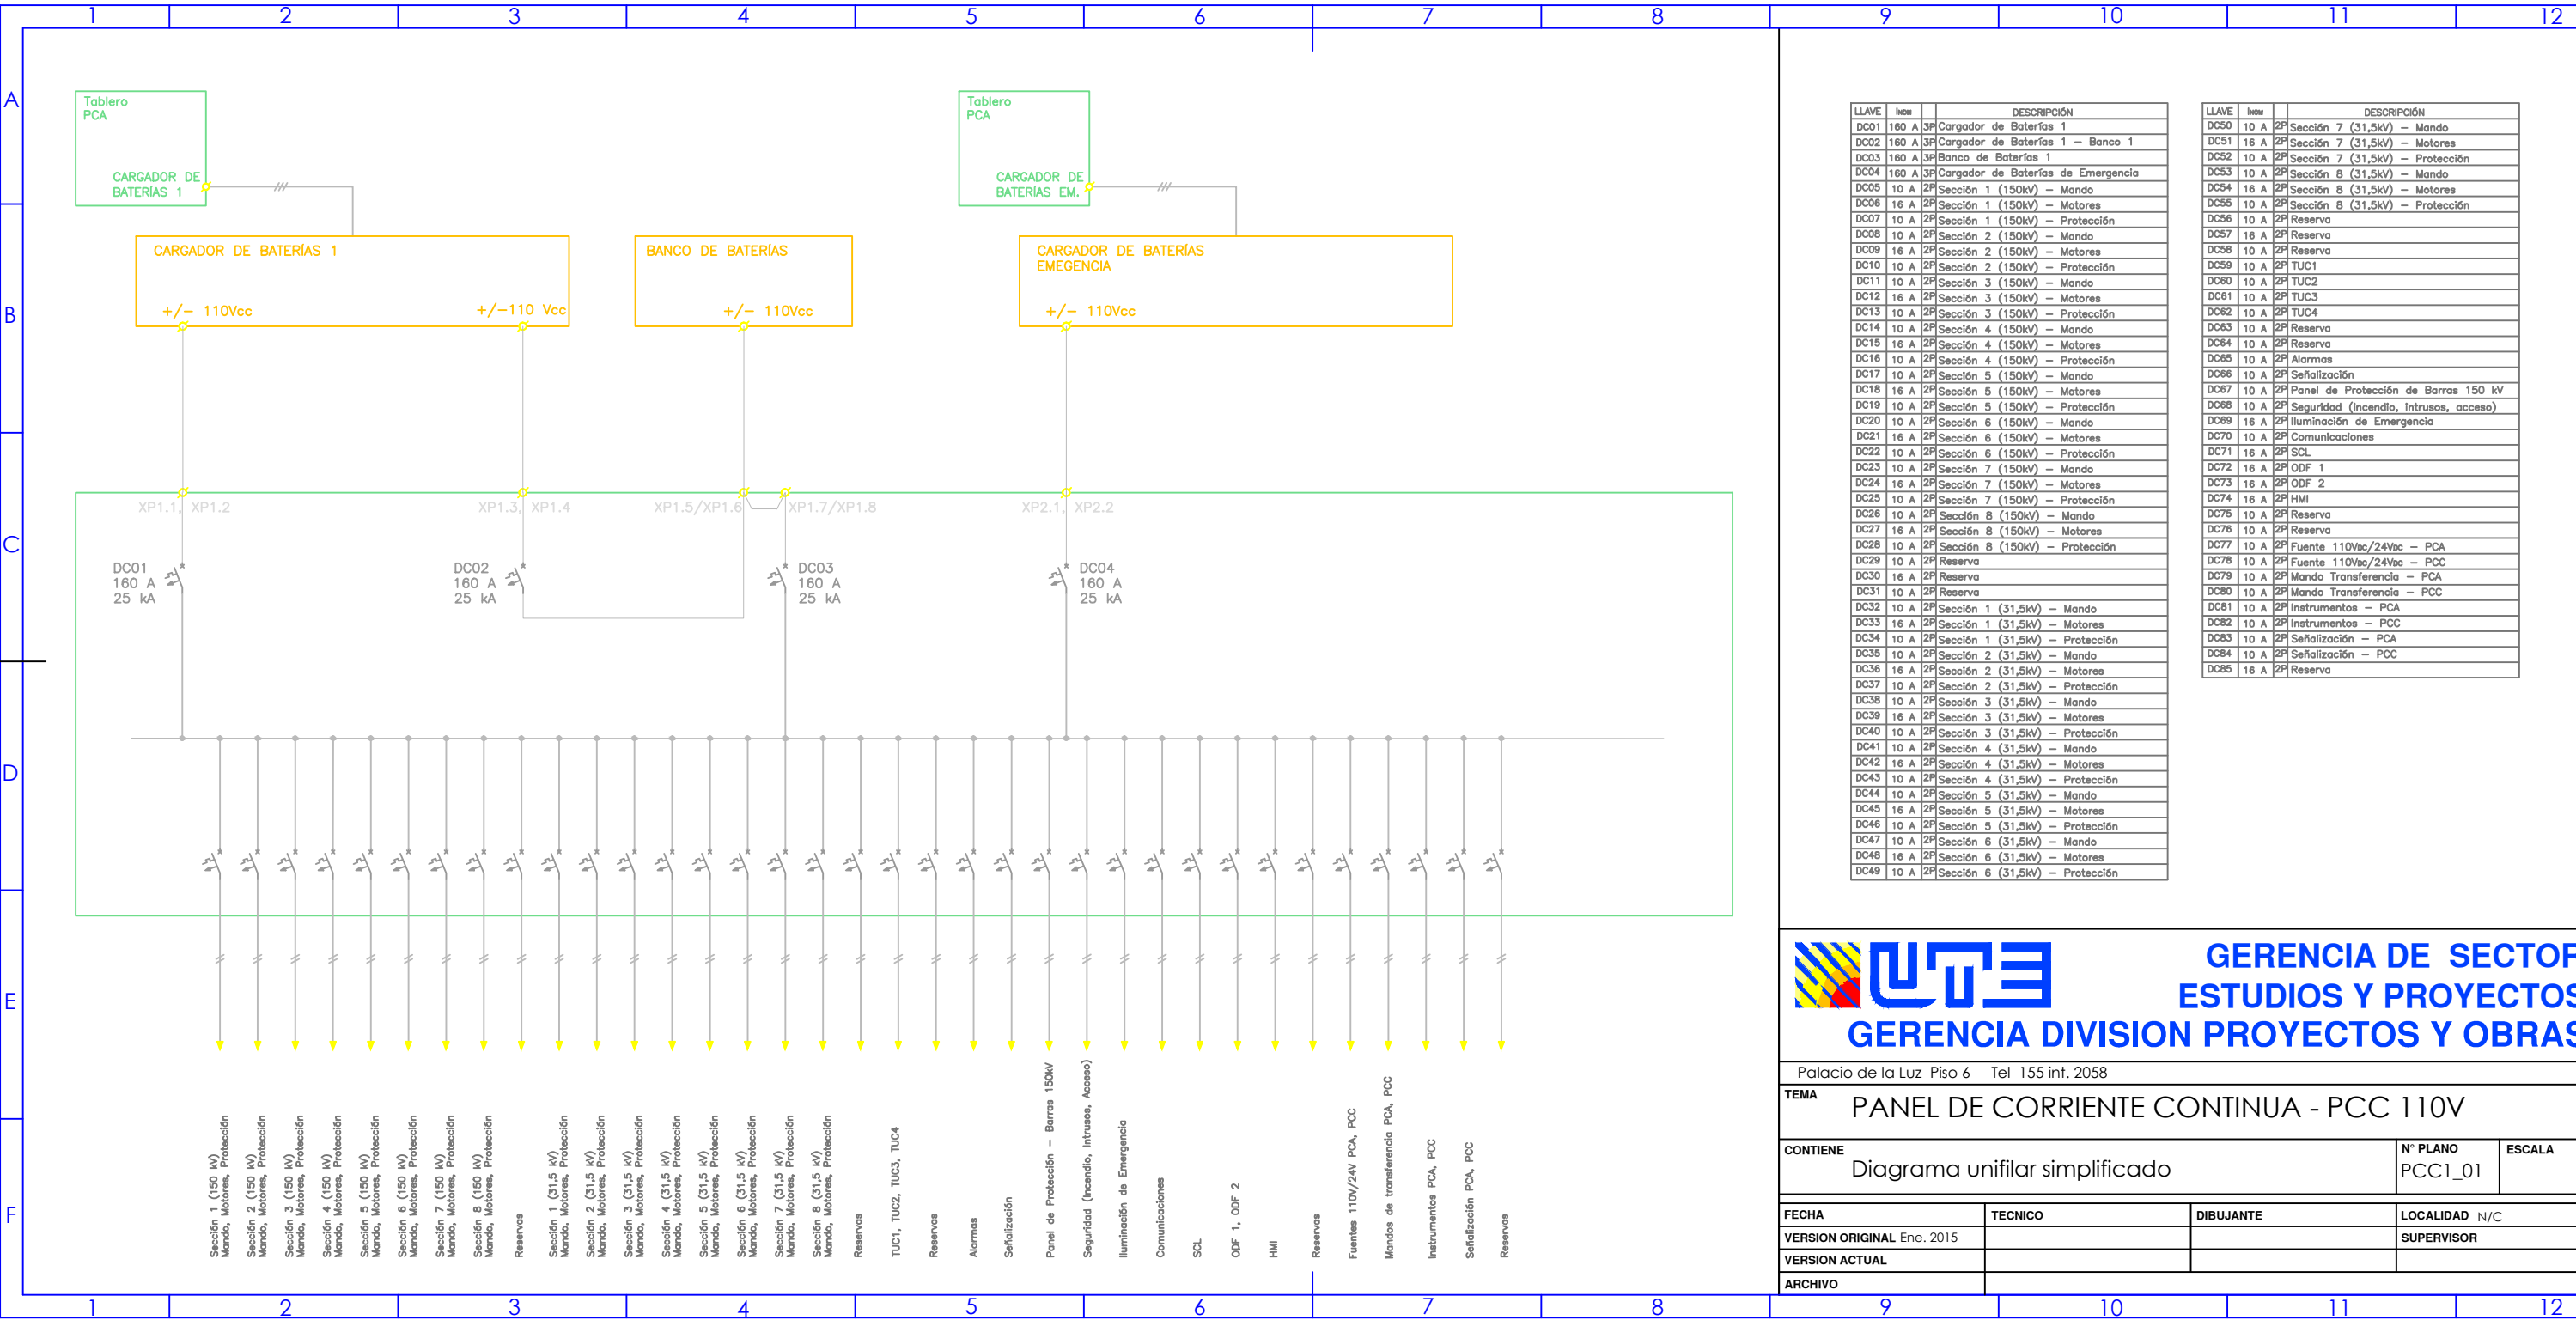 1 2 3 4 5 6 7 8 9 10 11 12
A
B
C
D
E
F
Tablero
PCA
CARGADOR DE
BATERÍAS 1
Tablero
PCA
CARGADOR DE
BATERÍAS EM.
CARGADOR DE BATERÍAS 1
+/- 110Vcc
+/-110 Vcc
BANCO DE BATERÍAS
+/- 110Vcc
CARGADOR DE BATERÍAS
EMEGENCIA
+/- 110Vcc
XP1.1, XP1.2
XP1.3, XP1.4
XP1.5/XP1.6
XP1.7/XP1.8
XP2.1, XP2.2
DC01
160 A
25 kA
DC02
160 A
25 kA
DC03
160 A
25 kA
DC04
160 A
25 kA
Sección 1 (150 kV)
Mando, Motores, Protección
Sección 2 (150 kV)
Mando, Motores, Protección
Sección 3 (150 kV)
Mando, Motores, Protección
Sección 4 (150 kV)
Mando, Motores, Protección
Sección 5 (150 kV)
Mando, Motores, Protección
Sección 6 (150 kV)
Mando, Motores, Protección
Sección 7 (150 kV)
Mando, Motores, Protección
Sección 8 (150 kV)
Mando, Motores, Protección
Reservas
Sección 1 (31,5 kV)
Mando, Motores, Protección
Sección 2 (31,5 kV)
Mando, Motores, Protección
Sección 3 (31,5 kV)
Mando, Motores, Protección
Sección 4 (31,5 kV)
Mando, Motores, Protección
Sección 5 (31,5 kV)
Mando, Motores, Protección
Sección 6 (31,5 kV)
Mando, Motores, Protección
Sección 7 (31,5 kV)
Mando, Motores, Protección
Sección 8 (31,5 kV)
Mando, Motores, Protección
Reservas
TUC1, TUC2, TUC3, TUC4
Reservas
Alarmas
Señalización
Panel de Protección - Barras 150kV
Seguridad (Incendio, Intrusos, Acceso)
Iluminación de Emergencia
Comunicaciones
SCL
ODF 1, ODF 2
HMI
Reservas
Fuentes 110V/24V PCA, PCC
Mandos de transferencia PCA, PCC
Instrumentos PCA, PCC
Señalización PCA, PCC
Reservas
LLAVE INOM DESCRIPCIÓN
DC01 160 A 3P Cargador de Baterías 1
DC02 160 A 3P Cargador de Baterías 1 - Banco 1
DC03 160 A 3P Banco de Baterías 1
DC04 160 A 3P Cargador de Baterías de Emergencia
DC05 10 A 2P Sección 1 (150kV) - Mando
DC06 16 A 2P Sección 1 (150kV) - Motores
DC07 10 A 2P Sección 1 (150kV) - Protección
DC08 10 A 2P Sección 2 (150kV) - Mando
DC09 16 A 2P Sección 2 (150kV) - Motores
DC10 10 A 2P Sección 2 (150kV) - Protección
DC11 10 A 2P Sección 3 (150kV) - Mando
DC12 16 A 2P Sección 3 (150kV) - Motores
DC13 10 A 2P Sección 3 (150kV) - Protección
DC14 10 A 2P Sección 4 (150kV) - Mando
DC15 16 A 2P Sección 4 (150kV) - Motores
DC16 10 A 2P Sección 4 (150kV) - Protección
DC17 10 A 2P Sección 5 (150kV) - Mando
DC18 16 A 2P Sección 5 (150kV) - Motores
DC19 10 A 2P Sección 5 (150kV) - Protección
DC20 10 A 2P Sección 6 (150kV) - Mando
DC21 16 A 2P Sección 6 (150kV) - Motores
DC22 10 A 2P Sección 6 (150kV) - Protección
DC23 10 A 2P Sección 7 (150kV) - Mando
DC24 16 A 2P Sección 7 (150kV) - Motores
DC25 10 A 2P Sección 7 (150kV) - Protección
DC26 10 A 2P Sección 8 (150kV) - Mando
DC27 16 A 2P Sección 8 (150kV) - Motores
DC28 10 A 2P Sección 8 (150kV) - Protección
DC29 10 A 2P Reserva
DC30 16 A 2P Reserva
DC31 10 A 2P Reserva
DC32 10 A 2P Sección 1 (31,5kV) - Mando
DC33 16 A 2P Sección 1 (31,5kV) - Motores
DC34 10 A 2P Sección 1 (31,5kV) - Protección
DC35 10 A 2P Sección 2 (31,5kV) - Mando
DC36 16 A 2P Sección 2 (31,5kV) - Motores
DC37 10 A 2P Sección 2 (31,5kV) - Protección
DC38 10 A 2P Sección 3 (31,5kV) - Mando
DC39 16 A 2P Sección 3 (31,5kV) - Motores
DC40 10 A 2P Sección 3 (31,5kV) - Protección
DC41 10 A 2P Sección 4 (31,5kV) - Mando
DC42 16 A 2P Sección 4 (31,5kV) - Motores
DC43 10 A 2P Sección 4 (31,5kV) - Protección
DC44 10 A 2P Sección 5 (31,5kV) - Mando
DC45 16 A 2P Sección 5 (31,5kV) - Motores
DC46 10 A 2P Sección 5 (31,5kV) - Protección
DC47 10 A 2P Sección 6 (31,5kV) - Mando
DC48 16 A 2P Sección 6 (31,5kV) - Motores
DC49 10 A 2P Sección 6 (31,5kV) - Protección
LLAVE INOM DESCRIPCIÓN
DC50 10 A 2P Sección 7 (31,5kV) - Mando
DC51 16 A 2P Sección 7 (31,5kV) - Motores
DC52 10 A 2P Sección 7 (31,5kV) - Protección
DC53 10 A 2P Sección 8 (31,5kV) - Mando
DC54 16 A 2P Sección 8 (31,5kV) - Motores
DC55 10 A 2P Sección 8 (31,5kV) - Protección
DC56 10 A 2P Reserva
DC57 16 A 2P Reserva
DC58 10 A 2P Reserva
DC59 10 A 2P TUC1
DC60 10 A 2P TUC2
DC61 10 A 2P TUC3
DC62 10 A 2P TUC4
DC63 10 A 2P Reserva
DC64 10 A 2P Reserva
DC65 10 A 2P Alarmas
DC66 10 A 2P Señalización
DC67 10 A 2P Panel de Protección de Barras 150 kV
DC68 10 A 2P Seguridad (incendio, intrusos, acceso)
DC69 16 A 2P Iluminación de Emergencia
DC70 10 A 2P Comunicaciones
DC71 16 A 2P SCL
DC72 16 A 2P ODF 1
DC73 16 A 2P ODF 2
DC74 16 A 2P HMI
DC75 10 A 2P Reserva
DC76 10 A 2P Reserva
DC77 10 A 2P Fuente 110VDC/24VDC - PCA
DC78 10 A 2P Fuente 110VDC/24VDC - PCC
DC79 10 A 2P Mando Transferencia - PCA
DC80 10 A 2P Mando Transferencia - PCC
DC81 10 A 2P Instrumentos - PCA
DC82 10 A 2P Instrumentos - PCC
DC83 10 A 2P Señalización - PCA
DC84 10 A 2P Señalización - PCC
DC85 16 A 2P Reserva
UTE
GERENCIA DE SECTOR
ESTUDIOS Y PROYECTOS
GERENCIA DIVISION PROYECTOS Y OBRAS
Palacio de la Luz Piso 6 Tel 155 int. 2058
TEMA
PANEL DE CORRIENTE CONTINUA - PCC 110V
CONTIENE
Diagrama unifilar simplificado
N° PLANO
PCC1_01
ESCALA
FECHA TECNICO DIBUJANTE LOCALIDAD N/C
VERSION ORIGINAL Ene. 2015 SUPERVISOR
VERSION ACTUAL
ARCHIVO
1 2 3 4 5 6 7 8 9 10 11 12